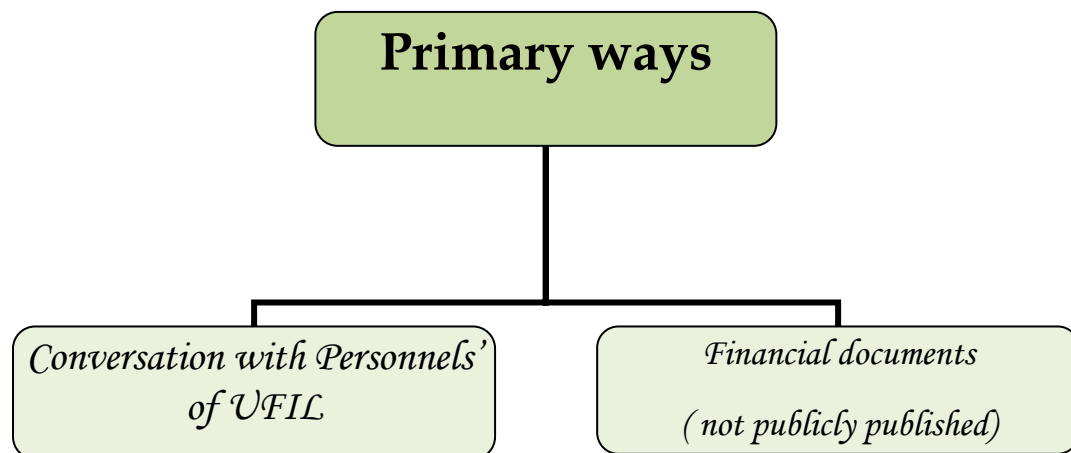 Primary ways
Conversation with Personnels’
of UFIL
Financial documents
( not publicly published)